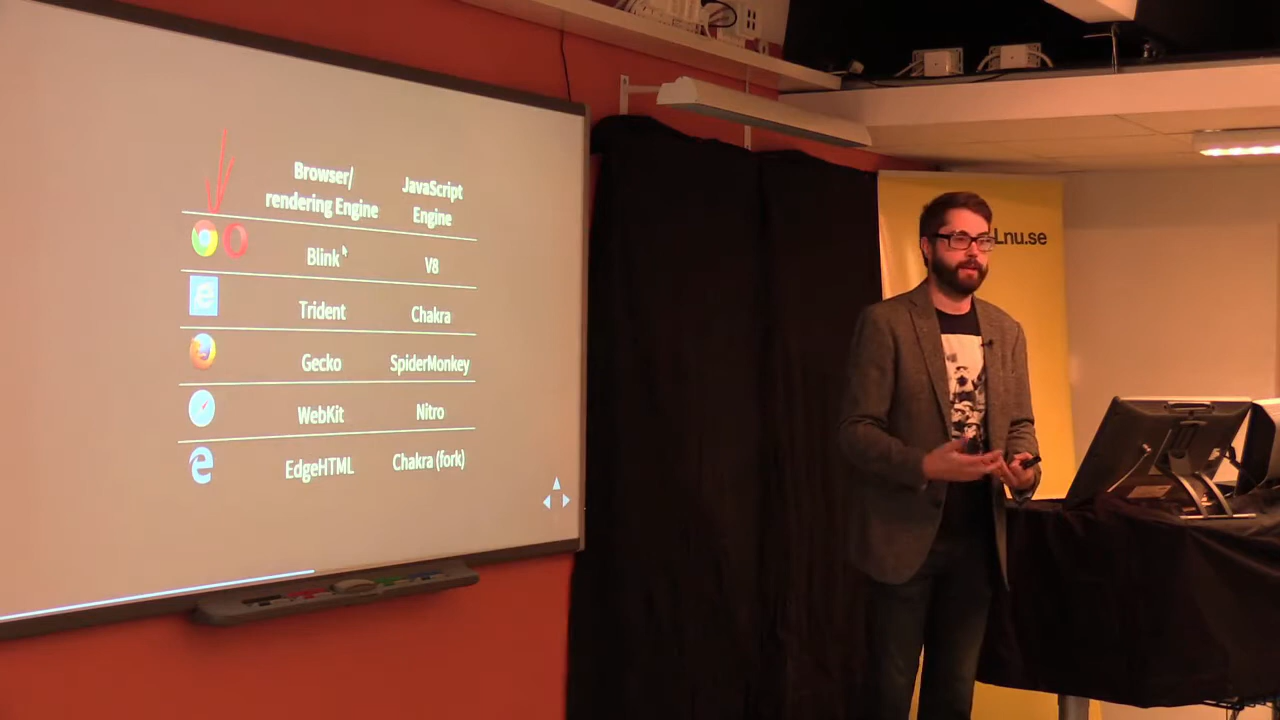 Browser/
rendering Engine
JavaScript
Engine
Blink
V8
Trident
Chakra
Gecko
SpiderMonkey
WebKit
Nitro
EdgeHTML
Chakra (fork)
Lnu.se